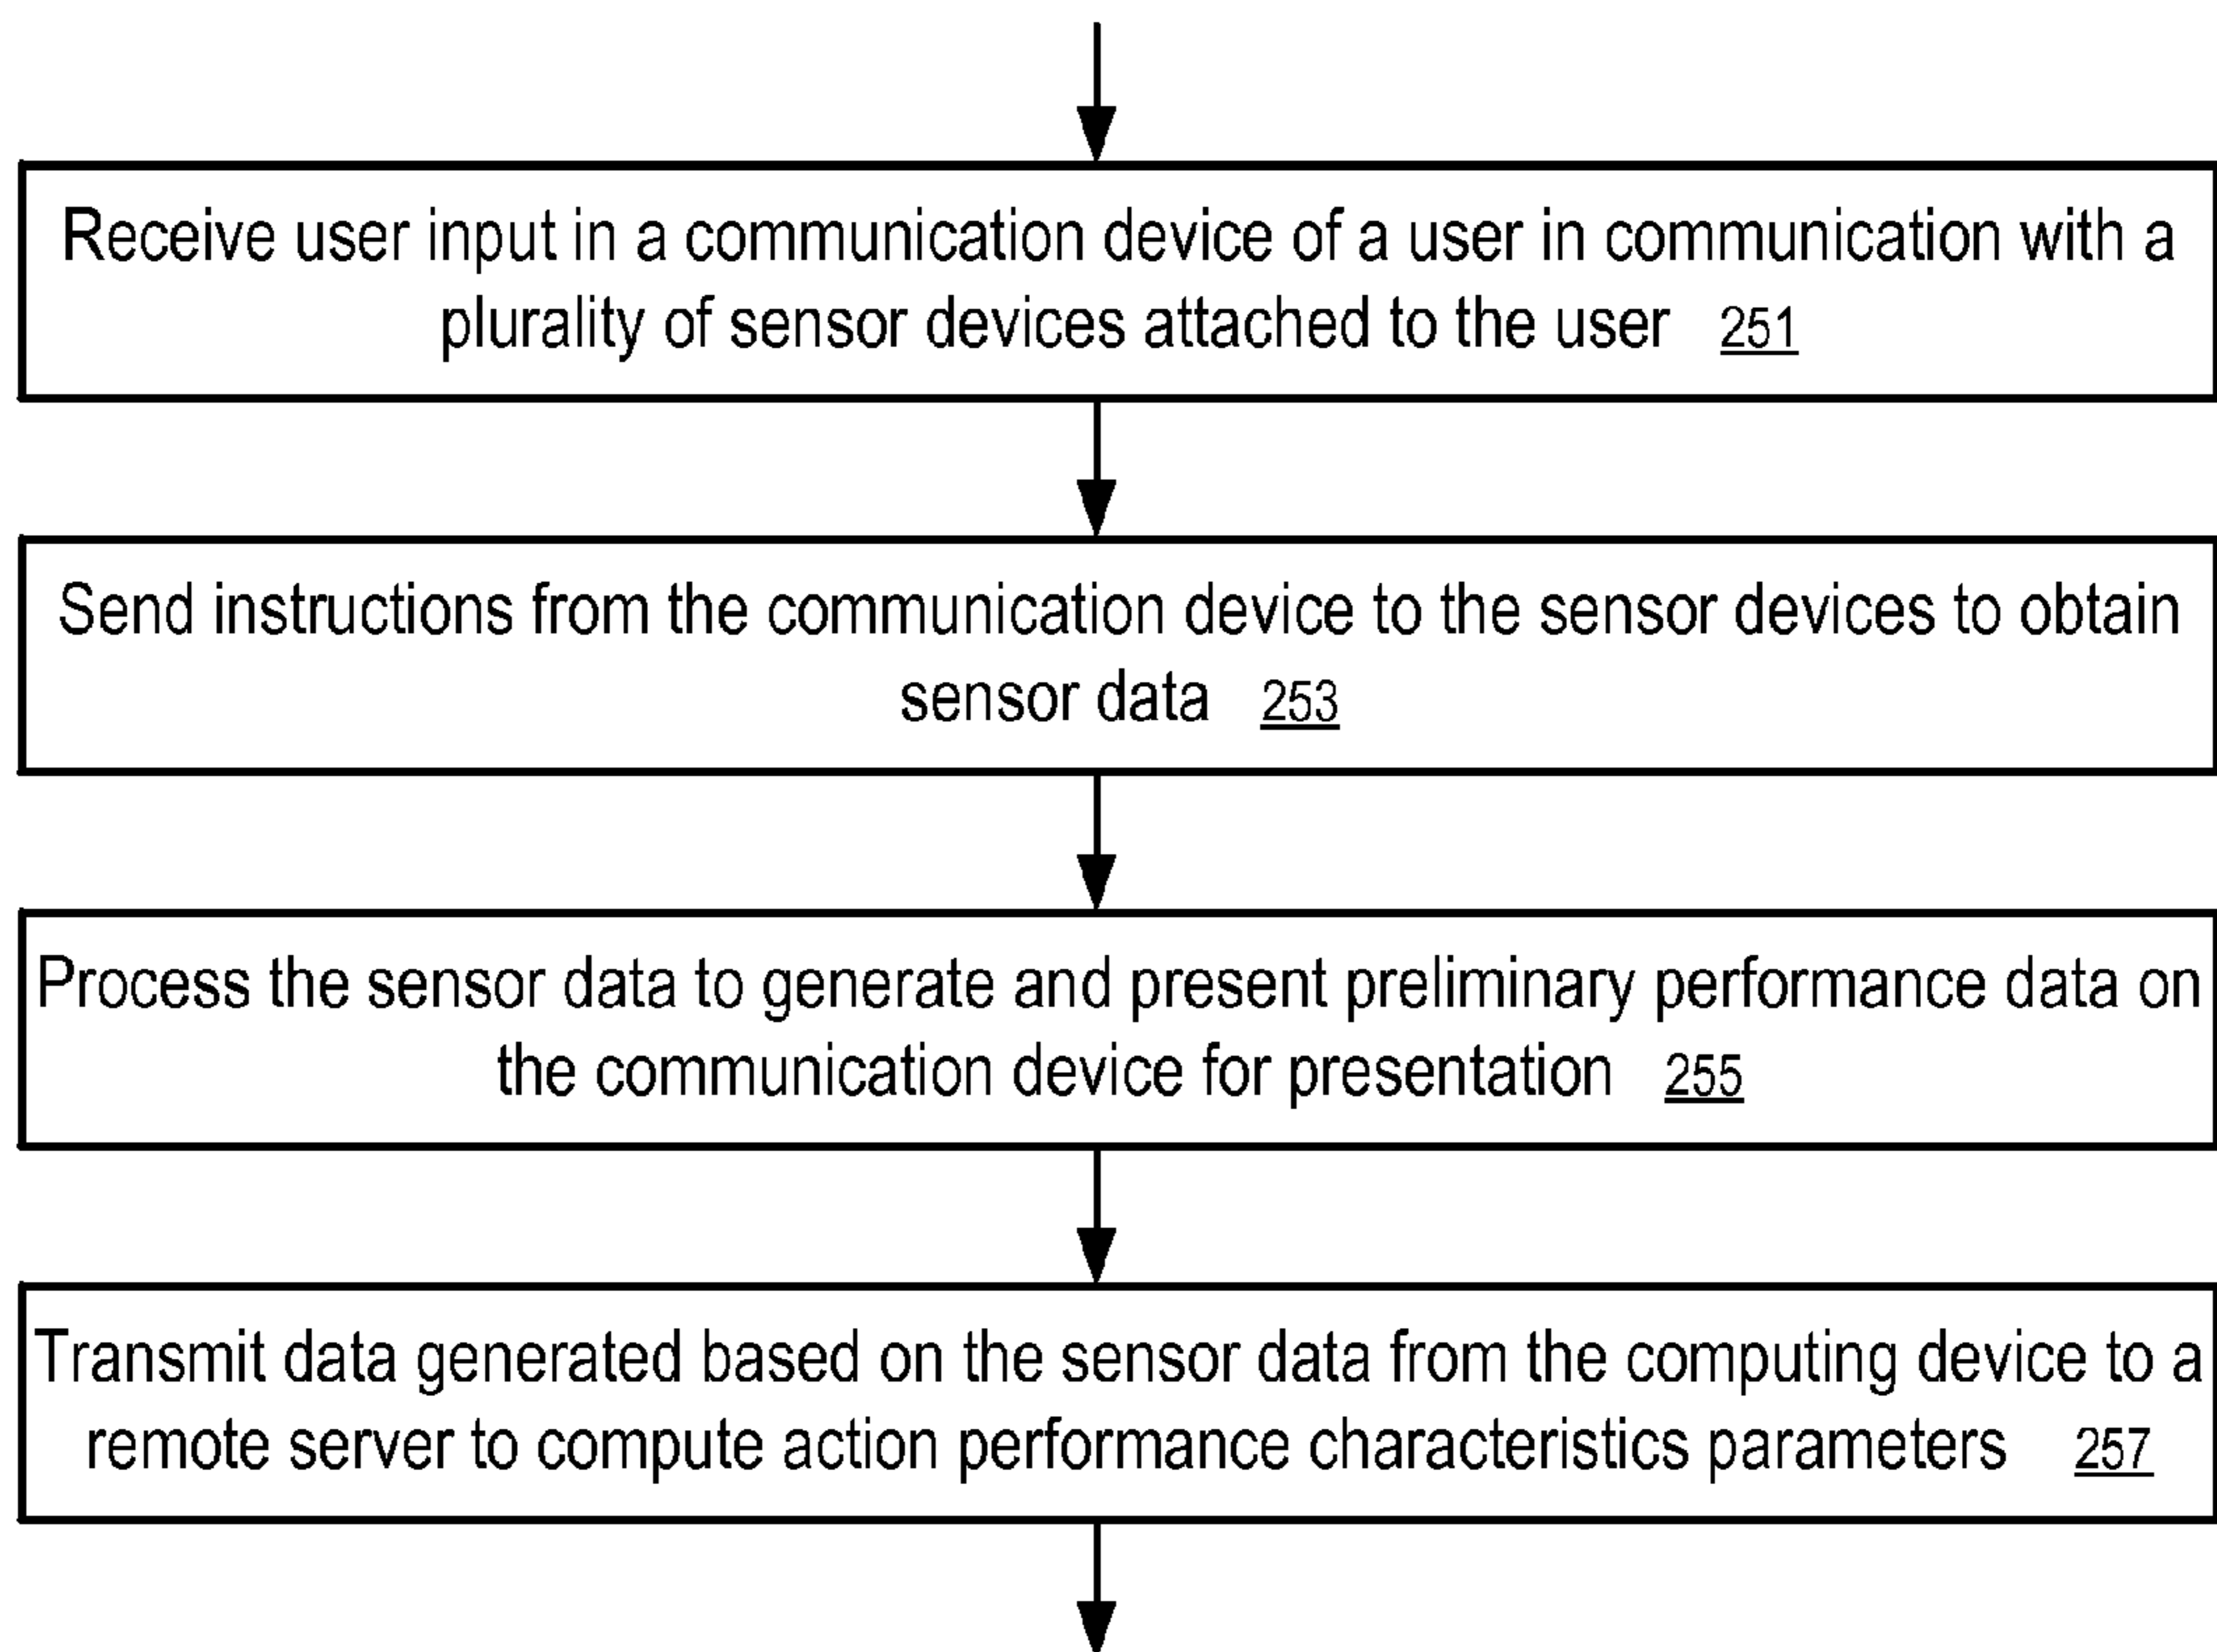 Receive user input in a communication device of a user in communication with a
plurality of sensor devices attached to the user 251
Send instructions from the communication device to the sensor devices to obtain
sensor data 253
Process the sensor data to generate and present preliminary performance data on
the communication device for presentation 255
Transmit data generated based on the sensor data from the computing device to a
remote server to compute action performance characteristics parameters 257